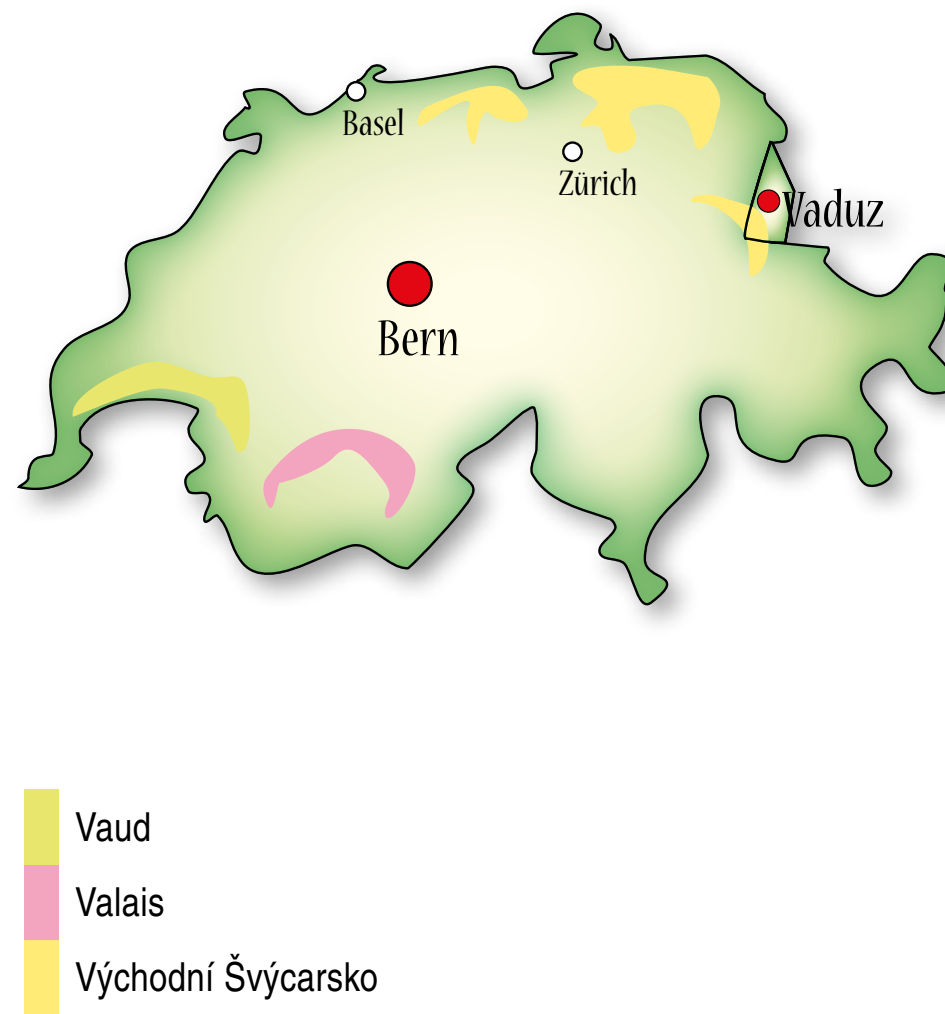 Basel
Zürich
Vaduz
Bern
Vaud
Valais
Východní Švýcarsko